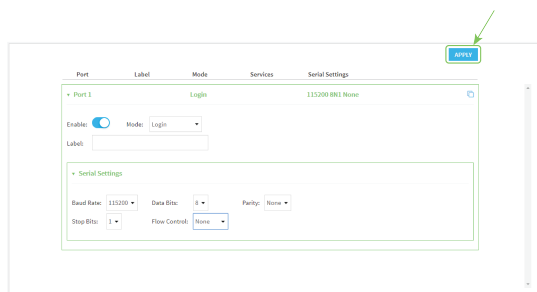 APPLY
Port Label Mode Services Serial Settings
Port 1 Login 115200 8N1 None
Enable: Mode: Login
Label:
Serial Settings
Baud Rate: 115200 Data Bits: 8 Parity: None
Stop Bits: 1 Flow Control: None